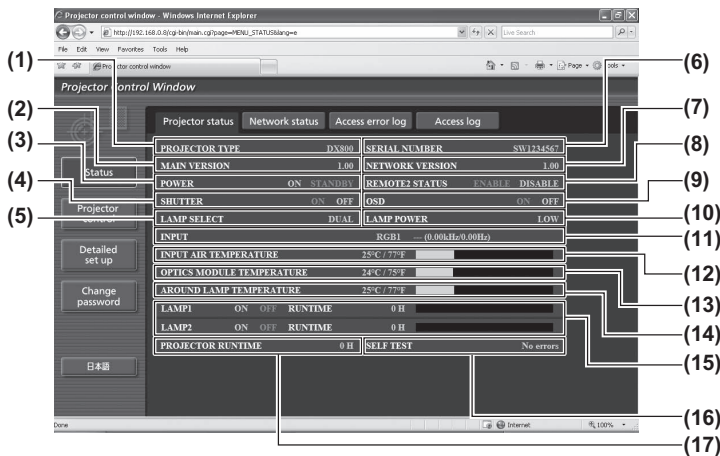 Projector control window - Windows Internet Explorer
http://192.168.0.8/cgi-bin/main.cgi?page=MENU_STATUS&lang=e
Live Search
File Edit View Favorites Tools Help
Projector control window
Page Tools
Projector Control Window
Projector status Network status Access error log Access log
PROJECTOR TYPE DX800 SERIAL NUMBER SW1234567
MAIN VERSION 1.00 NETWORK VERSION 1.00
POWER ON STANDBY REMOTE2 STATUS ENABLE DISABLE
SHUTTER ON OFF OSD ON OFF
LAMP SELECT DUAL LAMP POWER LOW
INPUT RGB1 — (0.00kHz/0.00Hz)
INPUT AIR TEMPERATURE 25°C / 77°F
OPTICS MODULE TEMPERATURE 24°C / 75°F
AROUND LAMP TEMPERATURE 25°C / 77°F
LAMP1 ON OFF RUNTIME 0 H
LAMP2 ON OFF RUNTIME 0 H
PROJECTOR RUNTIME 0 H SELF TEST No errors
Status
Projector control
Detailed set up
Change password
日本語
Done Internet 100%
(1)
(2)
(3)
(4)
(5)
(6)
(7)
(8)
(9)
(10)
(11)
(12)
(13)
(14)
(15)
(16)
(17)